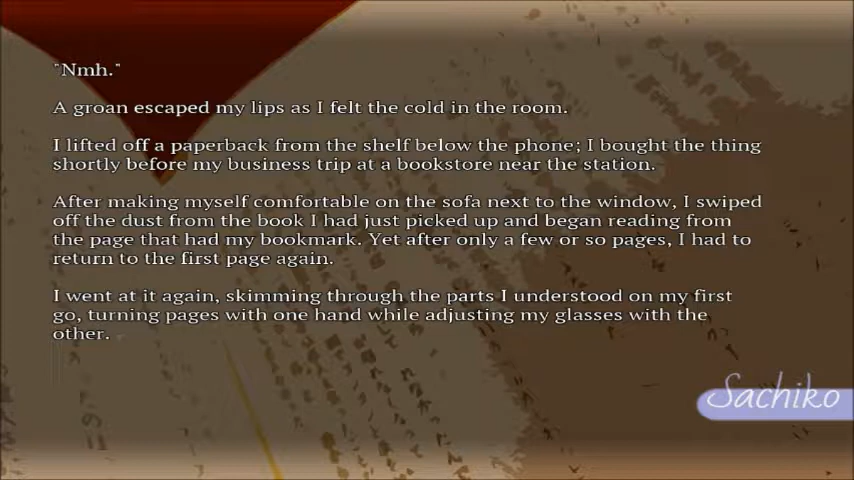 "Nmh."
A groan escaped my lips as I felt the cold in the room.
I lifted off a paperback from the shelf below the phone; I bought the thing
shortly before my business trip at a bookstore near the station.
After making myself comfortable on the sofa next to the window, I swiped
off the dust from the book I had just picked up and began reading from
the page that had my bookmark. Yet after only a few or so pages, I had to
return to the first page again.
I went at it again, skimming through the parts I understood on my first
go, turning pages with one hand while adjusting my glasses with the
other.
Sachiko